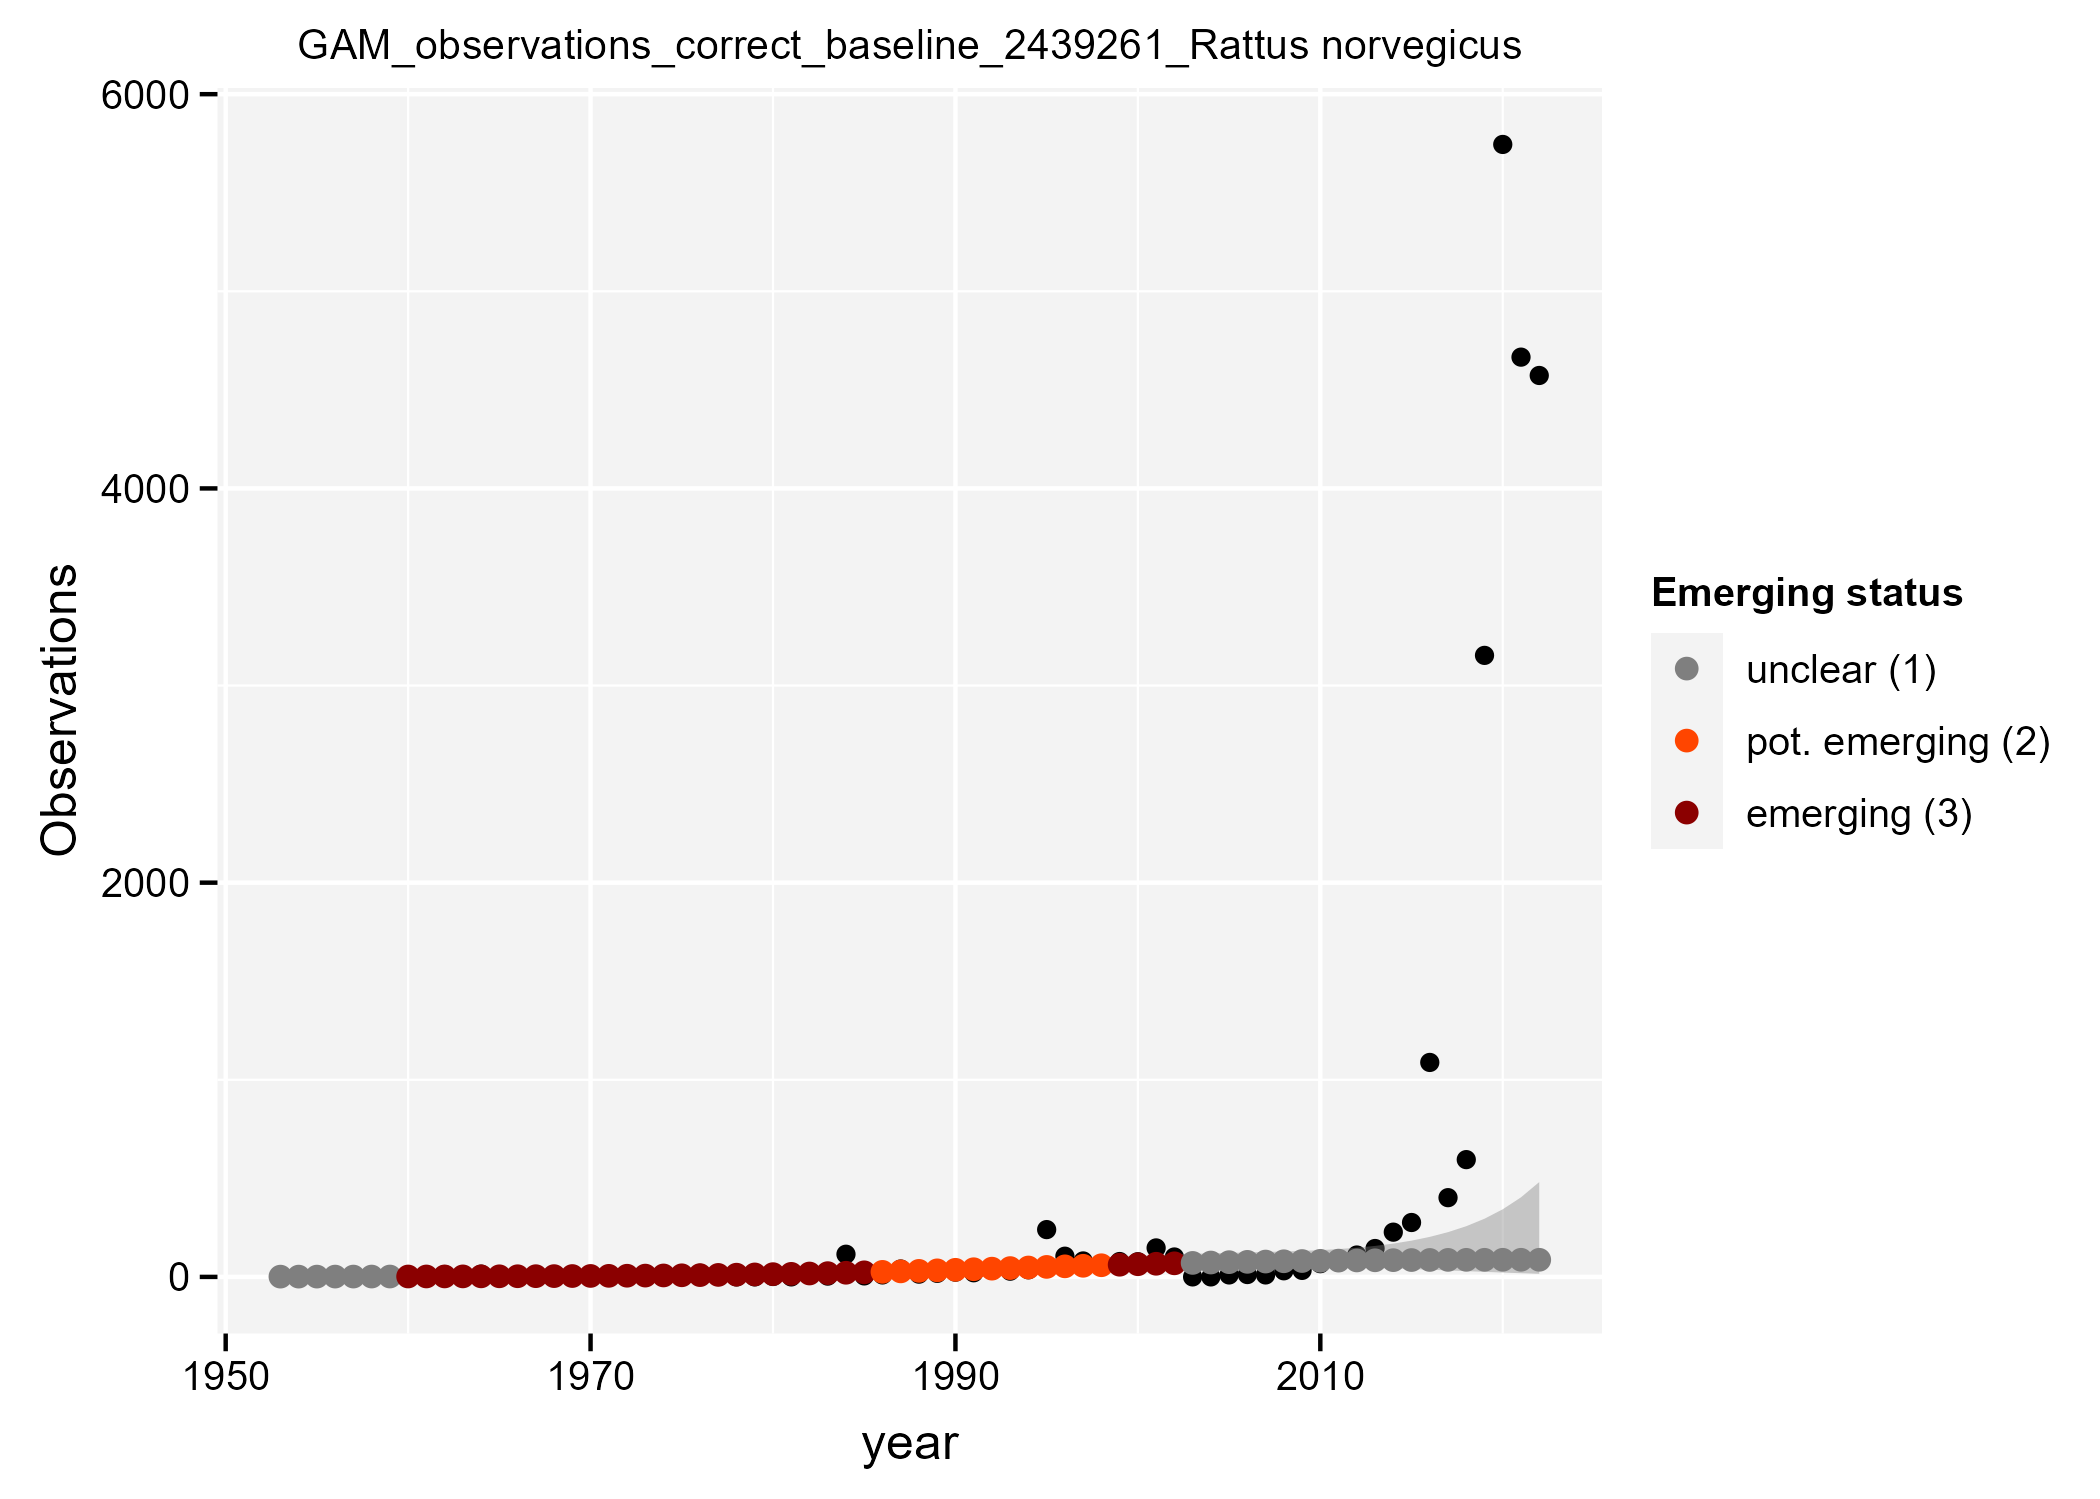 GAM_observations_correct_baseline_2439261_Rattus norvegicus
6000
4000
2000
0
Observations
1950
1970
1990
2010
year
Emerging status
unclear (1)
pot. emerging (2)
emerging (3)